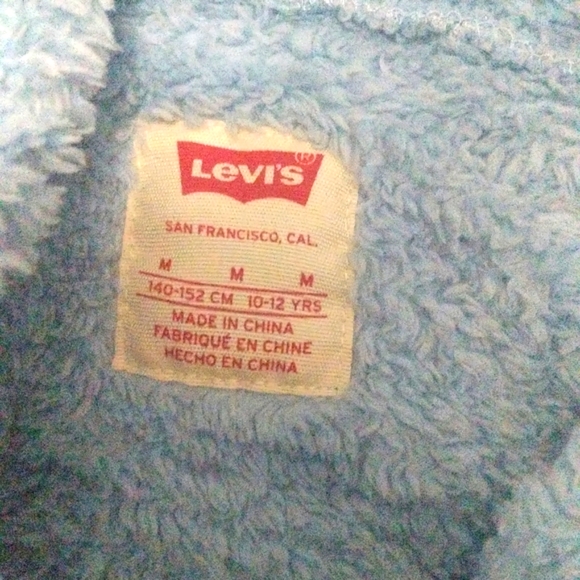 Levi's®
SAN FRANCISCO, CAL.
M M M
140-152 CM 10-12 YRS
MADE IN CHINA
FABRIQUÉ EN CHINE
HECHO EN CHINA